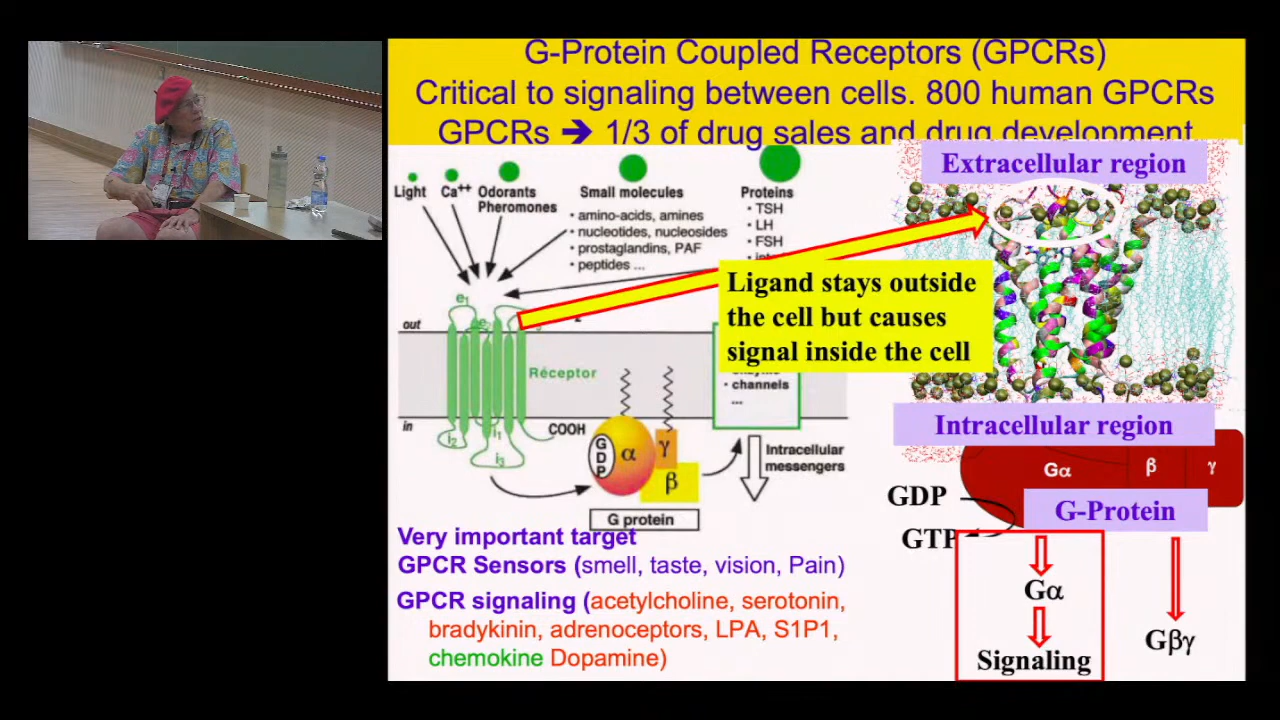 G-Protein Coupled Receptors (GPCRs)
Critical to signaling between cells. 800 human GPCRs
GPCRs ➔ 1/3 of drug sales and drug development
Light
Ca++
Odorants
Pheromones
Small molecules
• amino-acids, amines
• nucleotides, nucleosides
• prostaglandins, PAF
• peptides ...
Proteins
• TSH
• LH
• FSH
Extracellular region
Ligand stays outside
the cell but causes
signal inside the cell
e1
out
Récepteur
• channels
...
in
i2
i1
i3
COOH
GDP
α
γ
β
Intracellular
messengers
G protein
Intracellular region
Gα
β
γ
GDP
GTP
G-Protein
Gα
Signaling
Gβγ
Very important target
GPCR Sensors (smell, taste, vision, Pain)
GPCR signaling (acetylcholine, serotonin,
bradykinin, adrenoceptors, LPA, S1P1,
chemokine Dopamine)